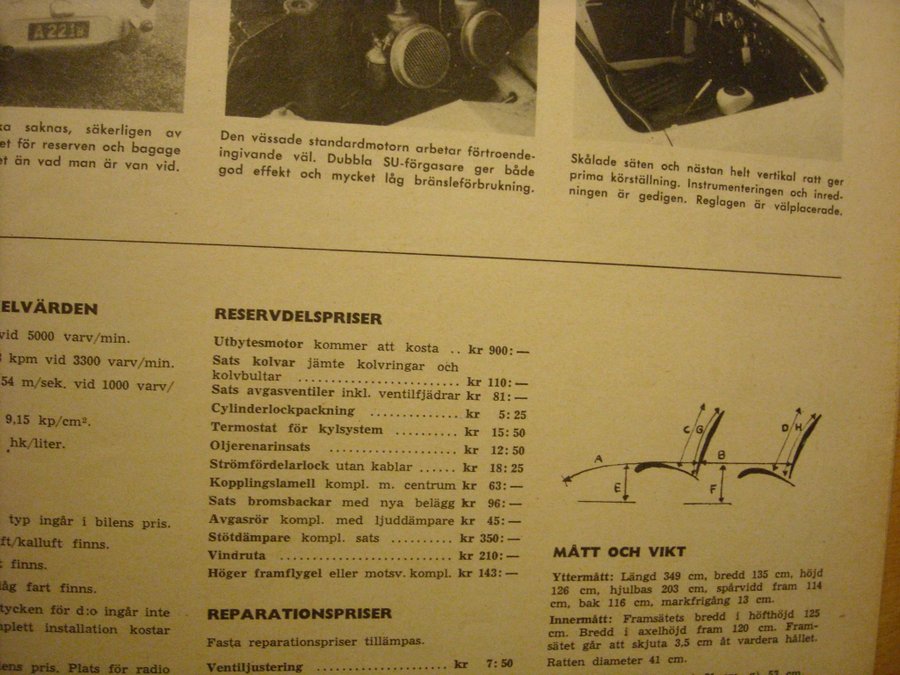 A 221
ka saknas, säkerligen av
et för reserven och bagage
et än vad man är van vid.
Den vässade standardmotorn arbetar förtroende-
ingivande väl. Dubbla SU-förgasare ger både
god effekt och mycket låg bränsleförbrukning.
Skålade säten och nästan helt vertikal ratt ger
prima körställning. Instrumenteringen och inred-
ningen är gedigen. Reglagen är välplacerade.
ELVÄRDEN
vid 5000 varv/min.
kpm vid 3300 varv/min.
54 m/sek. vid 1000 varv/
9,15 kp/cm².
hk/liter.
typ ingår i bilens pris.
ft/kalluft finns.
finns.
åg fart finns.
tycken för d:o ingår inte
plett installation kostar
ens pris. Plats för radio
RESERVDELSPRISER
Utbytesmotor kommer att kosta .. kr 900:—
Sats kolvar jämte kolvringar och
kolvbultar ........................ kr 110:—
Sats avgasventiler inkl. ventilfjädrar kr 81:—
Cylinderlockpackning .............. kr 5:25
Termostat för kylsystem .......... kr 15:50
Oljerenarinsats .................... kr 12:50
Strömfördelarlock utan kablar ...... kr 18:25
Kopplingslamell kompl. m. centrum kr 63:—
Sats bromsbackar med nya belägg kr 96:—
Avgasrör kompl. med ljuddämpare kr 45:—
Stötdämpare kompl. sats .......... kr 350:—
Vindruta .......................... kr 210:—
Höger framflygel eller motsv. kompl. kr 143:—
REPARATIONSPRISER
Fasta reparationspriser tillämpas.
Ventiljustering .................... kr 7:50
A
C
G
B
D
H
E
F
MÅTT OCH VIKT
Yttermått: Längd 349 cm, bredd 135 cm, höjd
126 cm, hjulbas 203 cm, spårvidd fram 114
cm, bak 116 cm, markfrigång 13 cm.
Innermått: Framsätets bredd i höfthöjd 125
cm. Bredd i axelhöjd fram 120 cm. Fram-
sätet går att skjuta 3,5 cm åt vardera hållet.
Ratten diameter 41 cm.